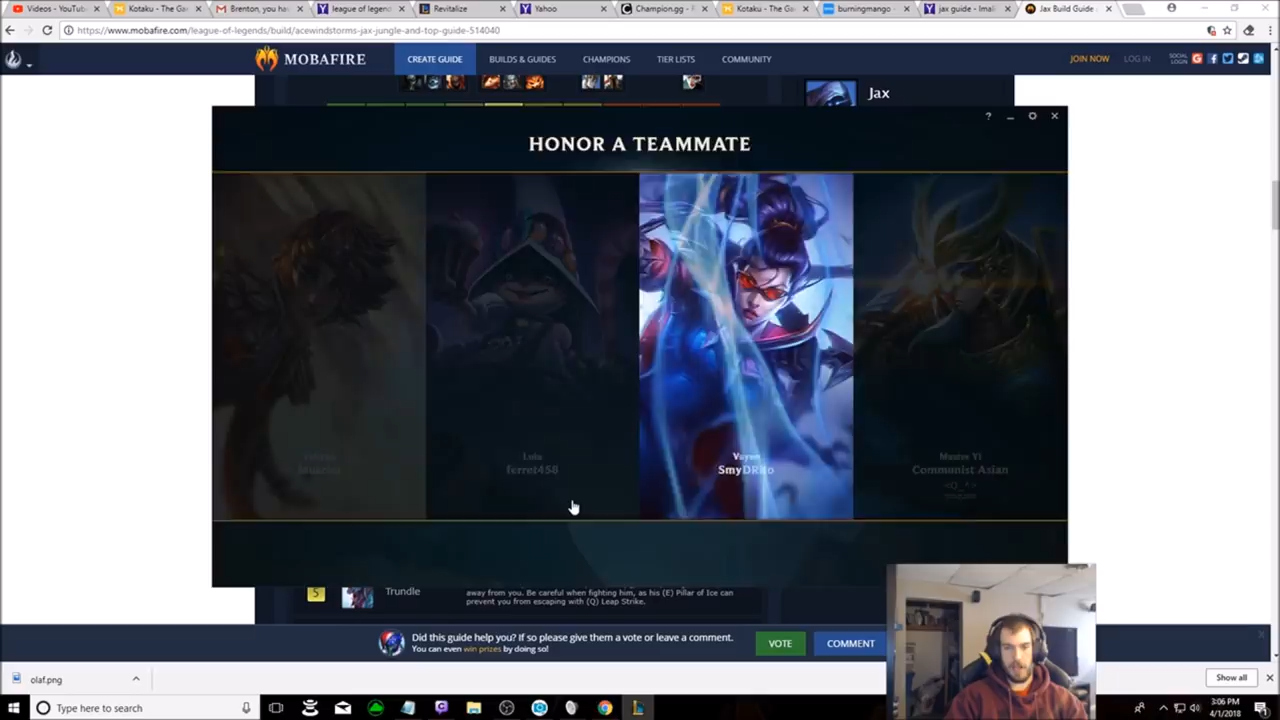 Videos - YouTub
Kotaku - The Ga
Brenton, you hav
league of legend
Revitalize
Yahoo
Champion.gg - F
Kotaku - The Ga
burningmango -
jax guide - Imai
Jax Build Guide
https://www.mobafire.com/league-of-legends/build/acewindstorms-jax-jungle-and-top-guide-514040
MOBAFIRE
CREATE GUIDE
BUILDS & GUIDES
CHAMPIONS
TIER LISTS
COMMUNITY
JOIN NOW
LOG IN
SOCIAL
LOGIN
Jax
HONOR A TEAMMATE
Lulu
ferret458
Vayne
Master Yi
Communist Asian
5
Trundle
away from you. Be careful when fighting him, as his (E) Pillar of Ice can
prevent you from escaping with (Q) Leap Strike.
Did this guide help you? If so please give them a vote or leave a comment.
You can even win prizes by doing so!
VOTE
COMMENT
olaf.png
Show all
Type here to search
3:06 PM
4/1/2018